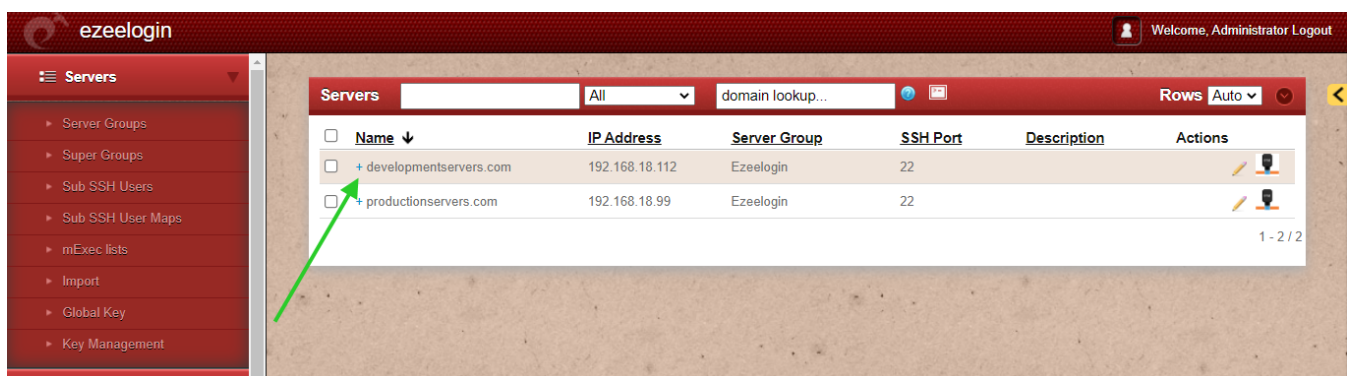 ezeelogin
Welcome, Administrator Logout
Servers
Server Groups
Super Groups
Sub SSH Users
Sub SSH User Maps
mExec lists
Import
Global Key
Key Management
Servers All domain lookup... Rows Auto
Name IP Address Server Group SSH Port Description Actions
+ developmentservers.com 192.168.18.112 Ezeelogin 22
+ productionservers.com 192.168.18.99 Ezeelogin 22
1 - 2 / 2